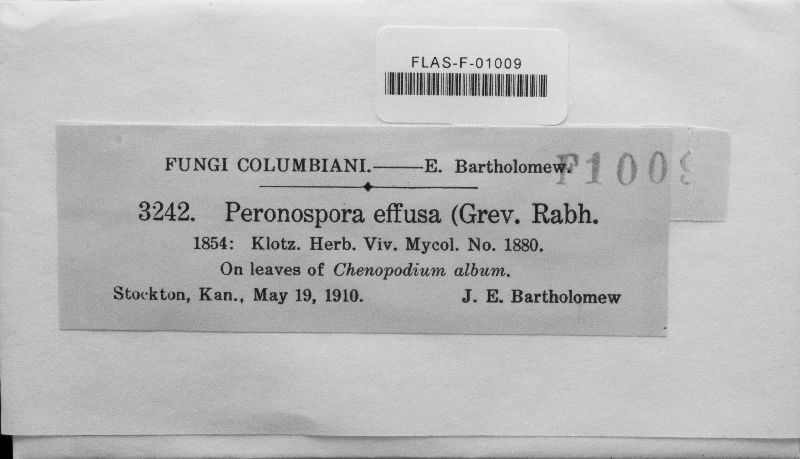 FLAS-F-01009
FUNGI COLUMBIANI.——E. Bartholomew.
F1009
3242. Peronospora effusa (Grev. Rabh.
1854: Klotz. Herb. Viv. Mycol. No. 1880.
On leaves of Chenopodium album.
Stockton, Kan., May 19, 1910. J. E. Bartholomew